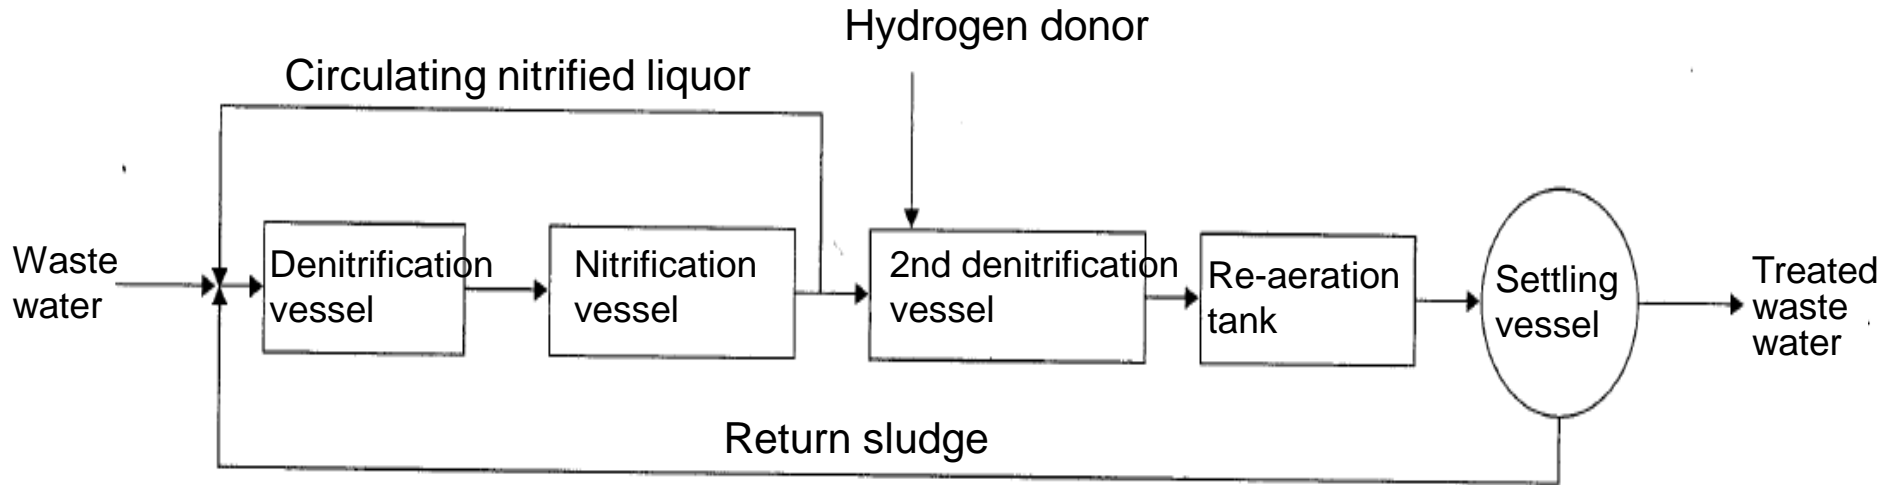 Hydrogen donor
Circulating nitrified liquor
Waste
water
Denitrification
vessel
Nitrification
vessel
2nd denitrification
vessel
Re-aeration
tank
Settling
vessel
Treated
waste
water
Return sludge